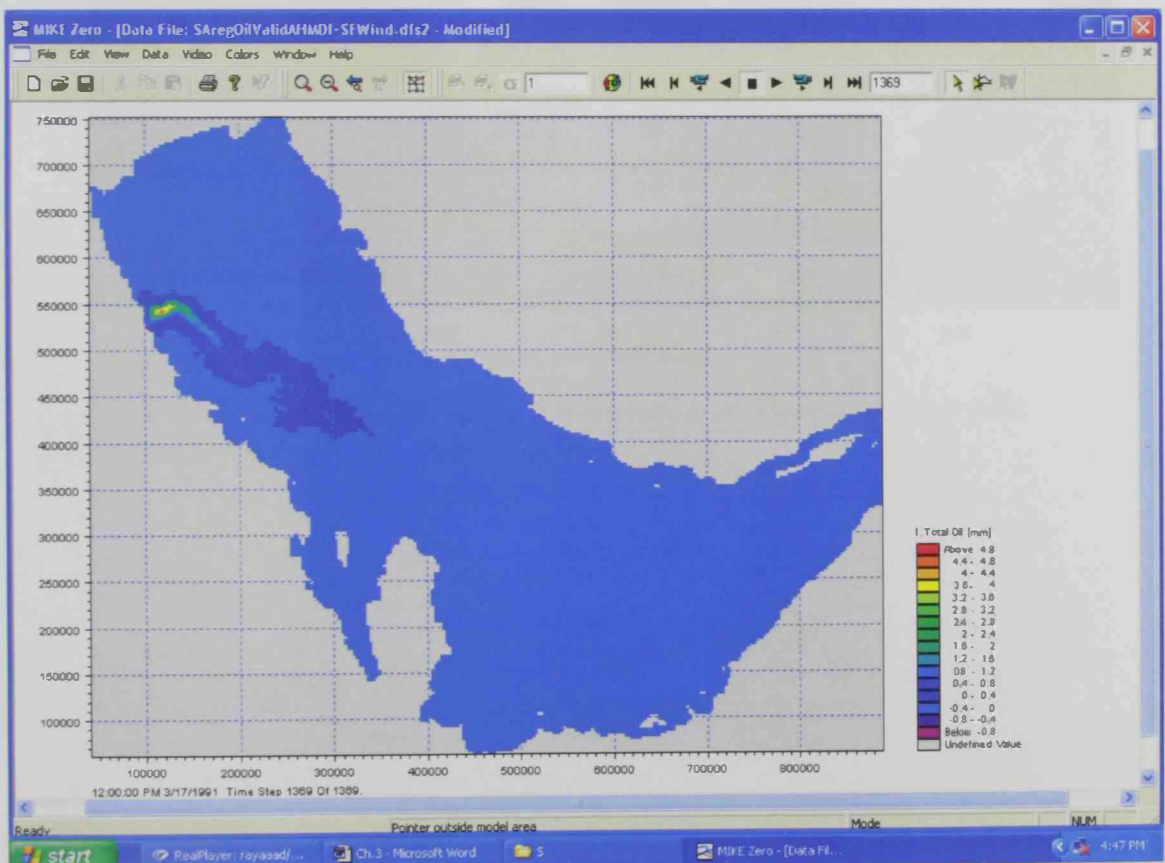 MIKE Zero - [Data File: SAregOilValidAHMDI-SEWind.dfs2 - Modified]
File Edit View Data Video Colors Window Help
1
1369
750000
700000
650000
600000
550000
500000
450000
400000
350000
300000
250000
200000
150000
100000
100000 200000 300000 400000 500000 600000 700000 800000
12:00:00 PM 3/17/1991 Time Step 1369 Of 1369.
Total Oil [mm]
Above 4.8
4.4 - 4.8
4 - 4.4
3.6 - 4
3.2 - 3.6
2.8 - 3.2
2.4 - 2.8
2 - 2.4
1.6 - 2
1.2 - 1.6
0.8 - 1.2
0.4 - 0.8
0 - 0.4
-0.4 - 0
-0.8 - -0.4
Below -0.8
Undefined Value
Ready Pointer outside model area Mode NUM
start RealPlayer: rayaaad/... Ch.3 - Microsoft Word S MIKE Zero - [Data Fil... 4:47 PM